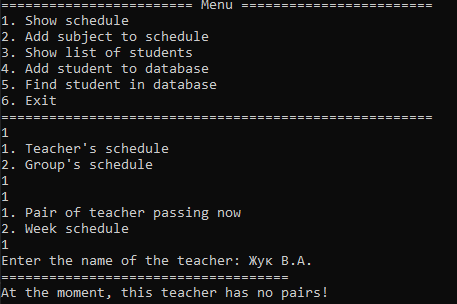 ======================== Menu ========================
1. Show schedule
2. Add subject to schedule
3. Show list of students
4. Add student to database
5. Find student in database
6. Exit
======================================================
1
1. Teacher's schedule
2. Group's schedule
1
1
1. Pair of teacher passing now
2. Week schedule
1
Enter the name of the teacher: Жук В.А.
====================================
At the moment, this teacher has no pairs!